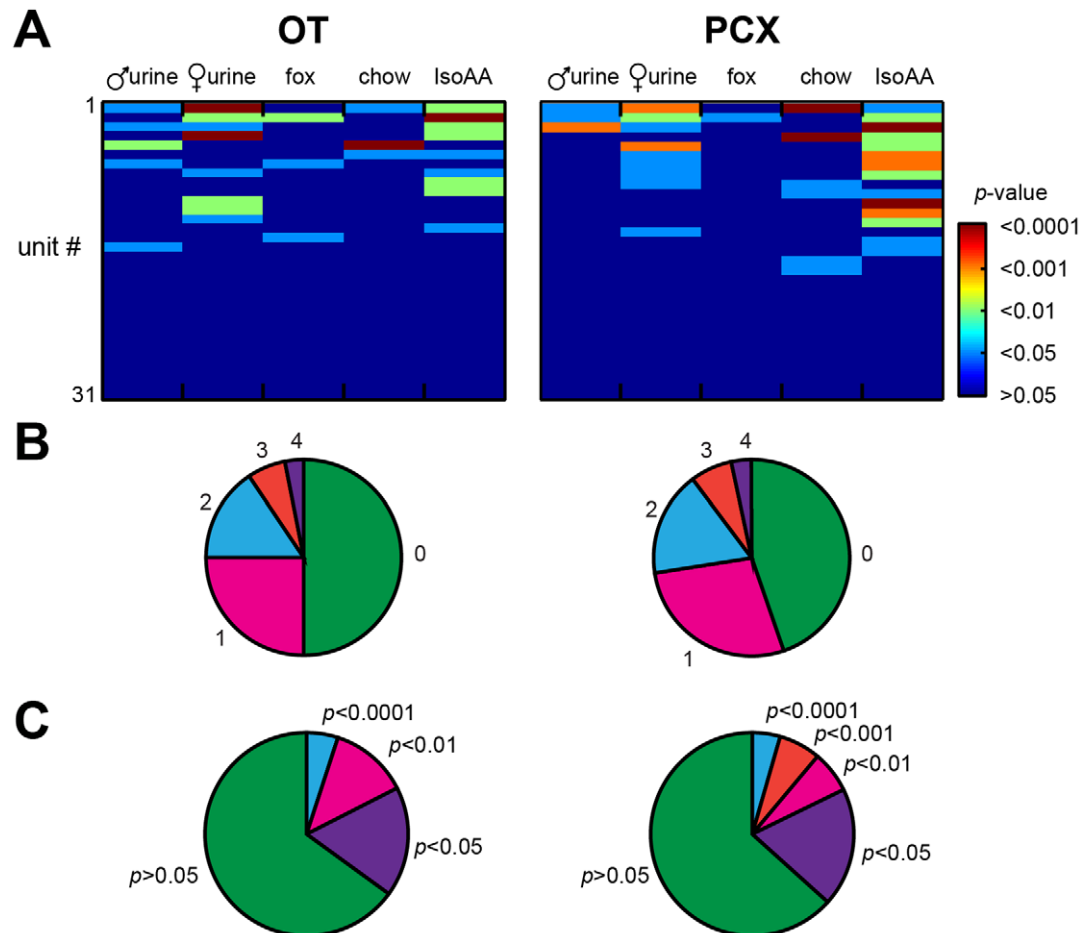 A
OT PCX
♂urine ♀urine fox chow IsoAA ♂urine ♀urine fox chow IsoAA
1
unit #
31
p-value
<0.0001
<0.001
<0.01
<0.05
>0.05
B
0 1 2 3 4
0 1 2 3 4
C
p<0.0001
p<0.01
p<0.05
p>0.05
p<0.0001
p<0.001
p<0.01
p<0.05
p>0.05